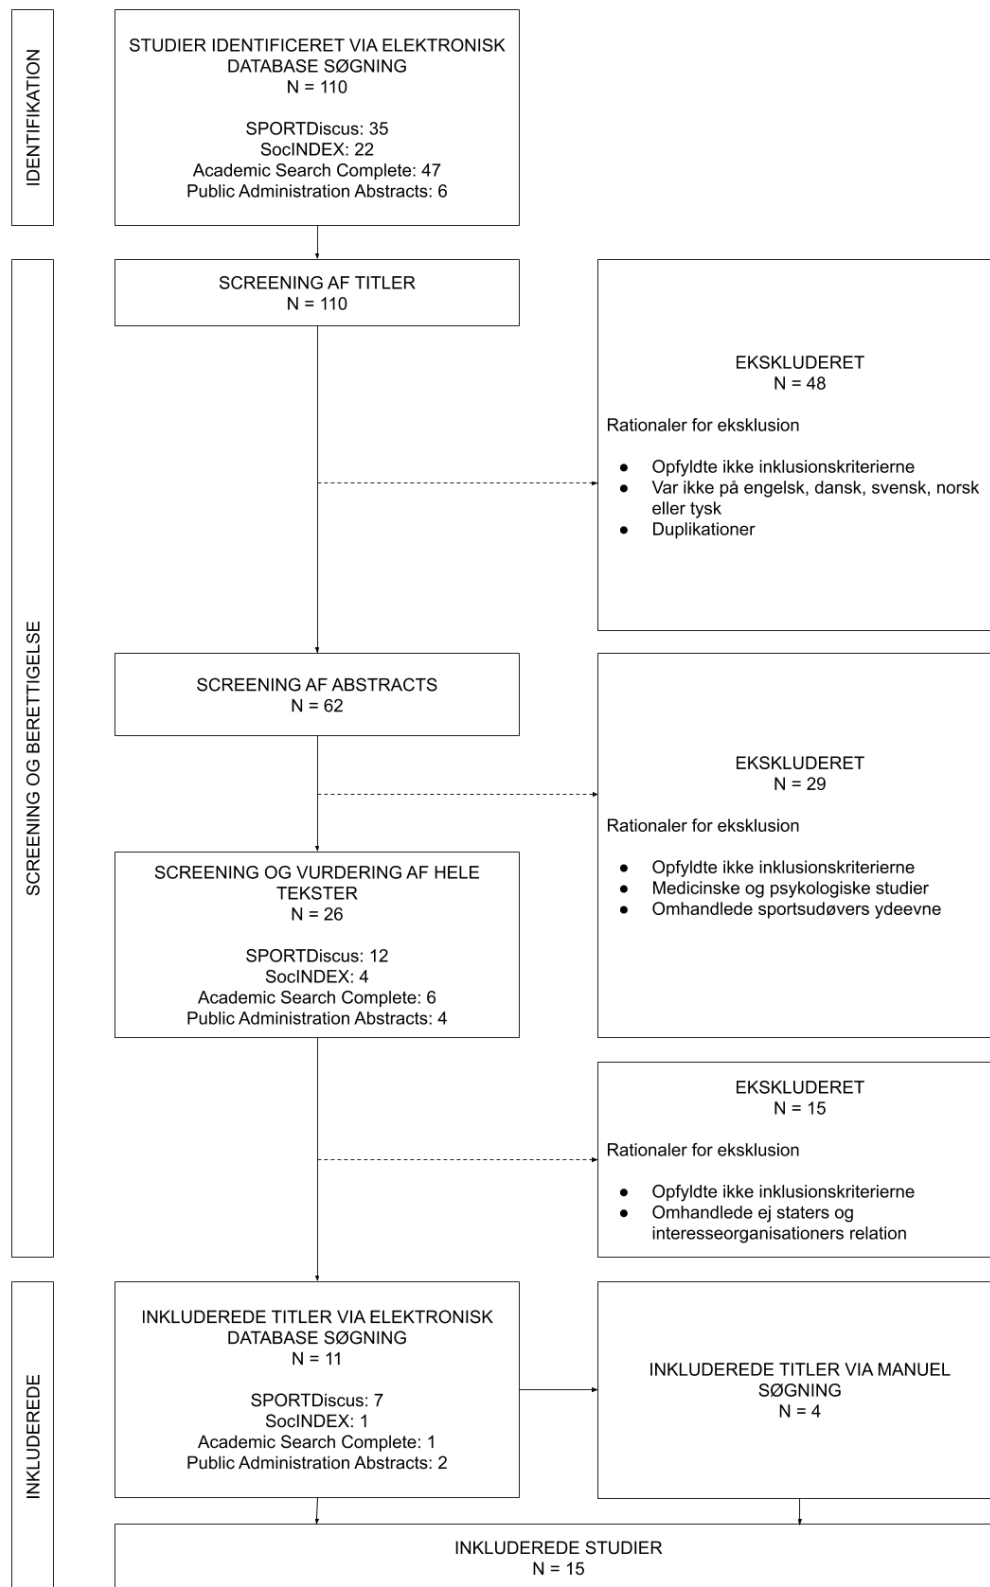 IDENTIFIKATION
STUDIER IDENTIFICERET VIA ELEKTRONISK
DATABASE SØGNING
N = 110
SPORTDiscus: 35
SocINDEX: 22
Academic Search Complete: 47
Public Administration Abstracts: 6
SCREENING OG BERETTIGELSE
SCREENING AF TITLER
N = 110
EKSKLUDERET
N = 48
Rationaler for eksklusion
● Opfyldte ikke inklusionskriterierne
● Var ikke på engelsk, dansk, svensk, norsk
eller tysk
● Duplikationer
SCREENING AF ABSTRACTS
N = 62
EKSKLUDERET
N = 29
Rationaler for eksklusion
● Opfyldte ikke inklusionskriterierne
● Medicinske og psykologiske studier
● Omhandlede sportsudøvers ydeevne
SCREENING OG VURDERING AF HELE
TEKSTER
N = 26
SPORTDiscus: 12
SocINDEX: 4
Academic Search Complete: 6
Public Administration Abstracts: 4
EKSKLUDERET
N = 15
Rationaler for eksklusion
● Opfyldte ikke inklusionskriterierne
● Omhandlede ej staters og
interesseorganisationers relation
INKLUDEREDE
INKLUDEREDE TITLER VIA ELEKTRONISK
DATABASE SØGNING
N = 11
SPORTDiscus: 7
SocINDEX: 1
Academic Search Complete: 1
Public Administration Abstracts: 2
INKLUDEREDE TITLER VIA MANUEL
SØGNING
N = 4
INKLUDEREDE STUDIER
N = 15